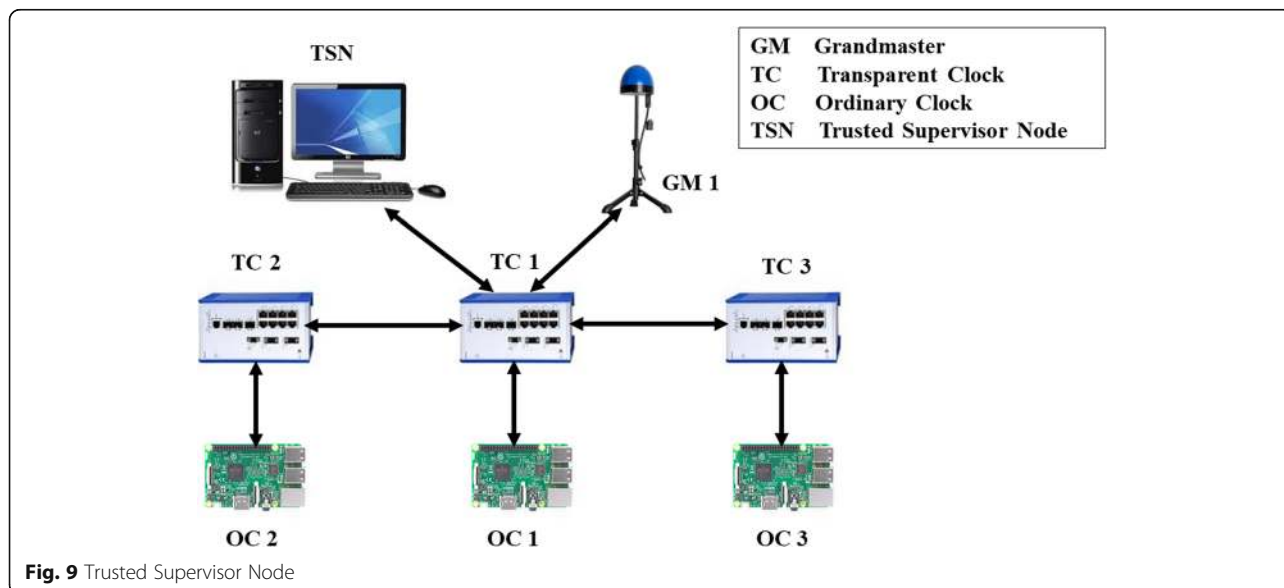 TSN
GM Grandmaster
TC Transparent Clock
OC Ordinary Clock
TSN Trusted Supervisor Node
GM 1
TC 2
TC 1
TC 3
OC 2
OC 1
OC 3
Fig. 9 Trusted Supervisor Node